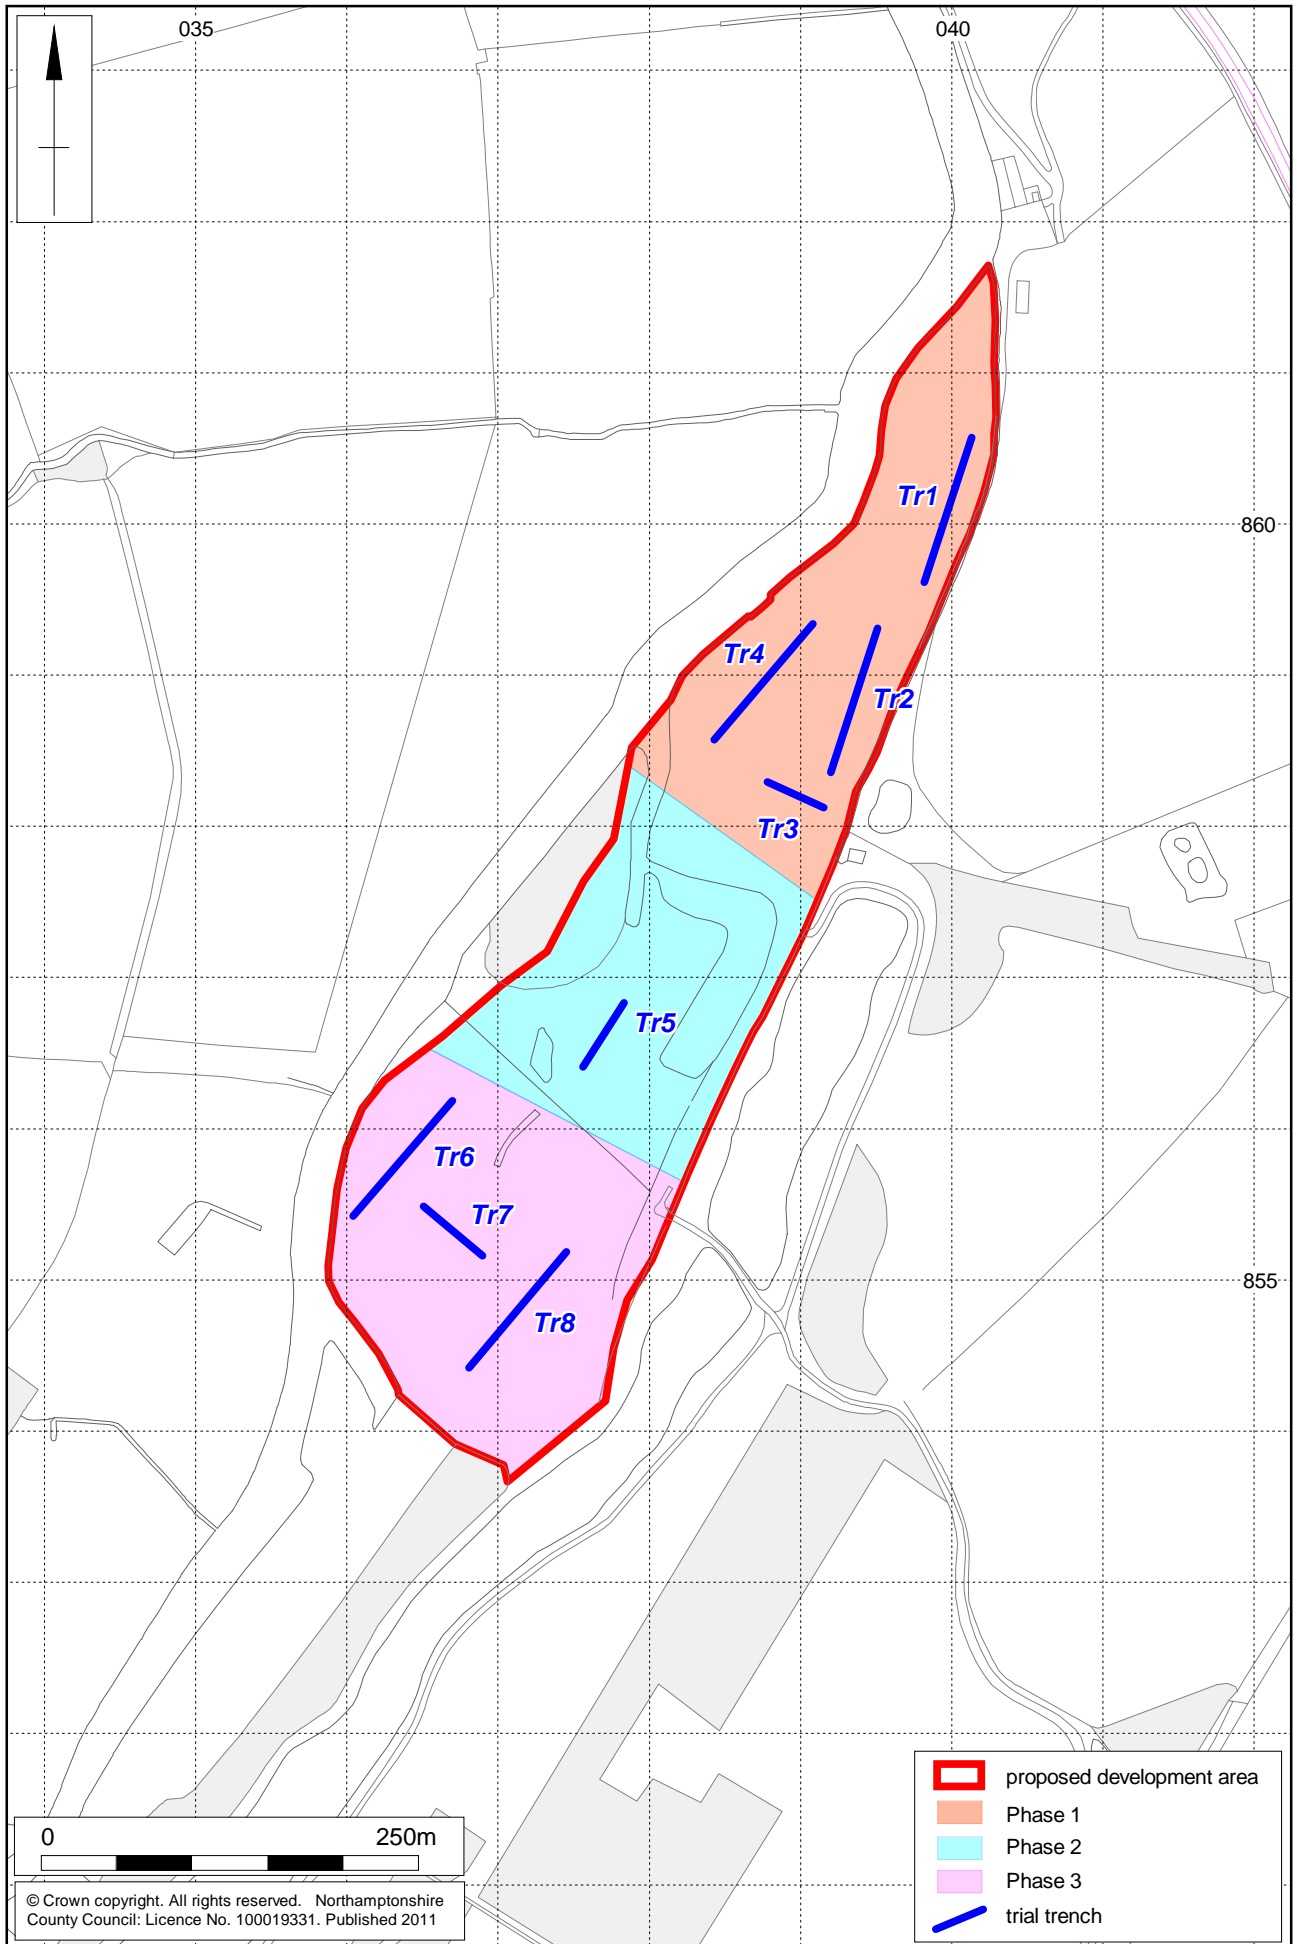 035
040
Tr1
860
Tr4
Tr2
Tr3
Tr5
Tr6
Tr7
855
Tr8
proposed development area
Phase 1
Phase 2
Phase 3
trial trench
0 250m
© Crown copyright. All rights reserved. Northamptonshire
County Council: Licence No. 100019331. Published 2011